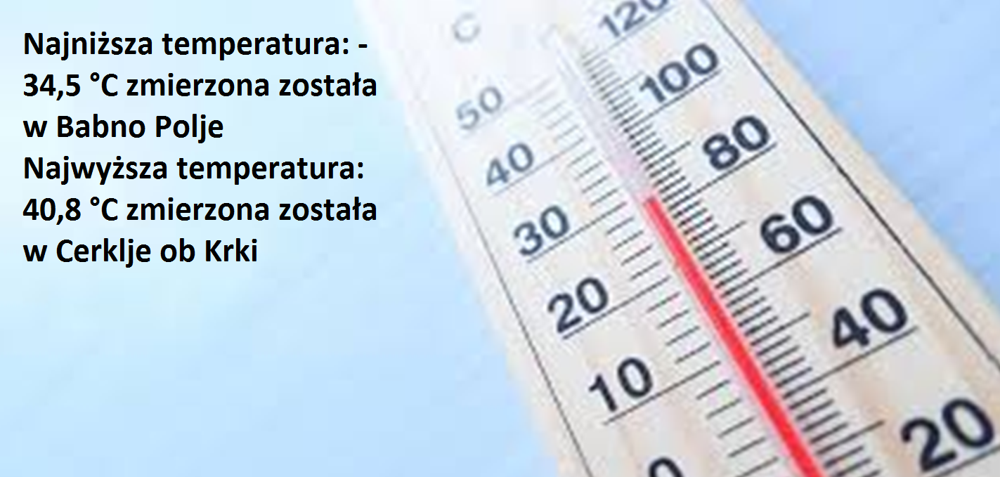 Najniższa temperatura: -
34,5 °C zmierzona została
w Babno Polje
Najwyższa temperatura:
40,8 °C zmierzona została
w Cerklje ob Krki
C
120
50
100
40
80
30
60
20
40
10
20
0